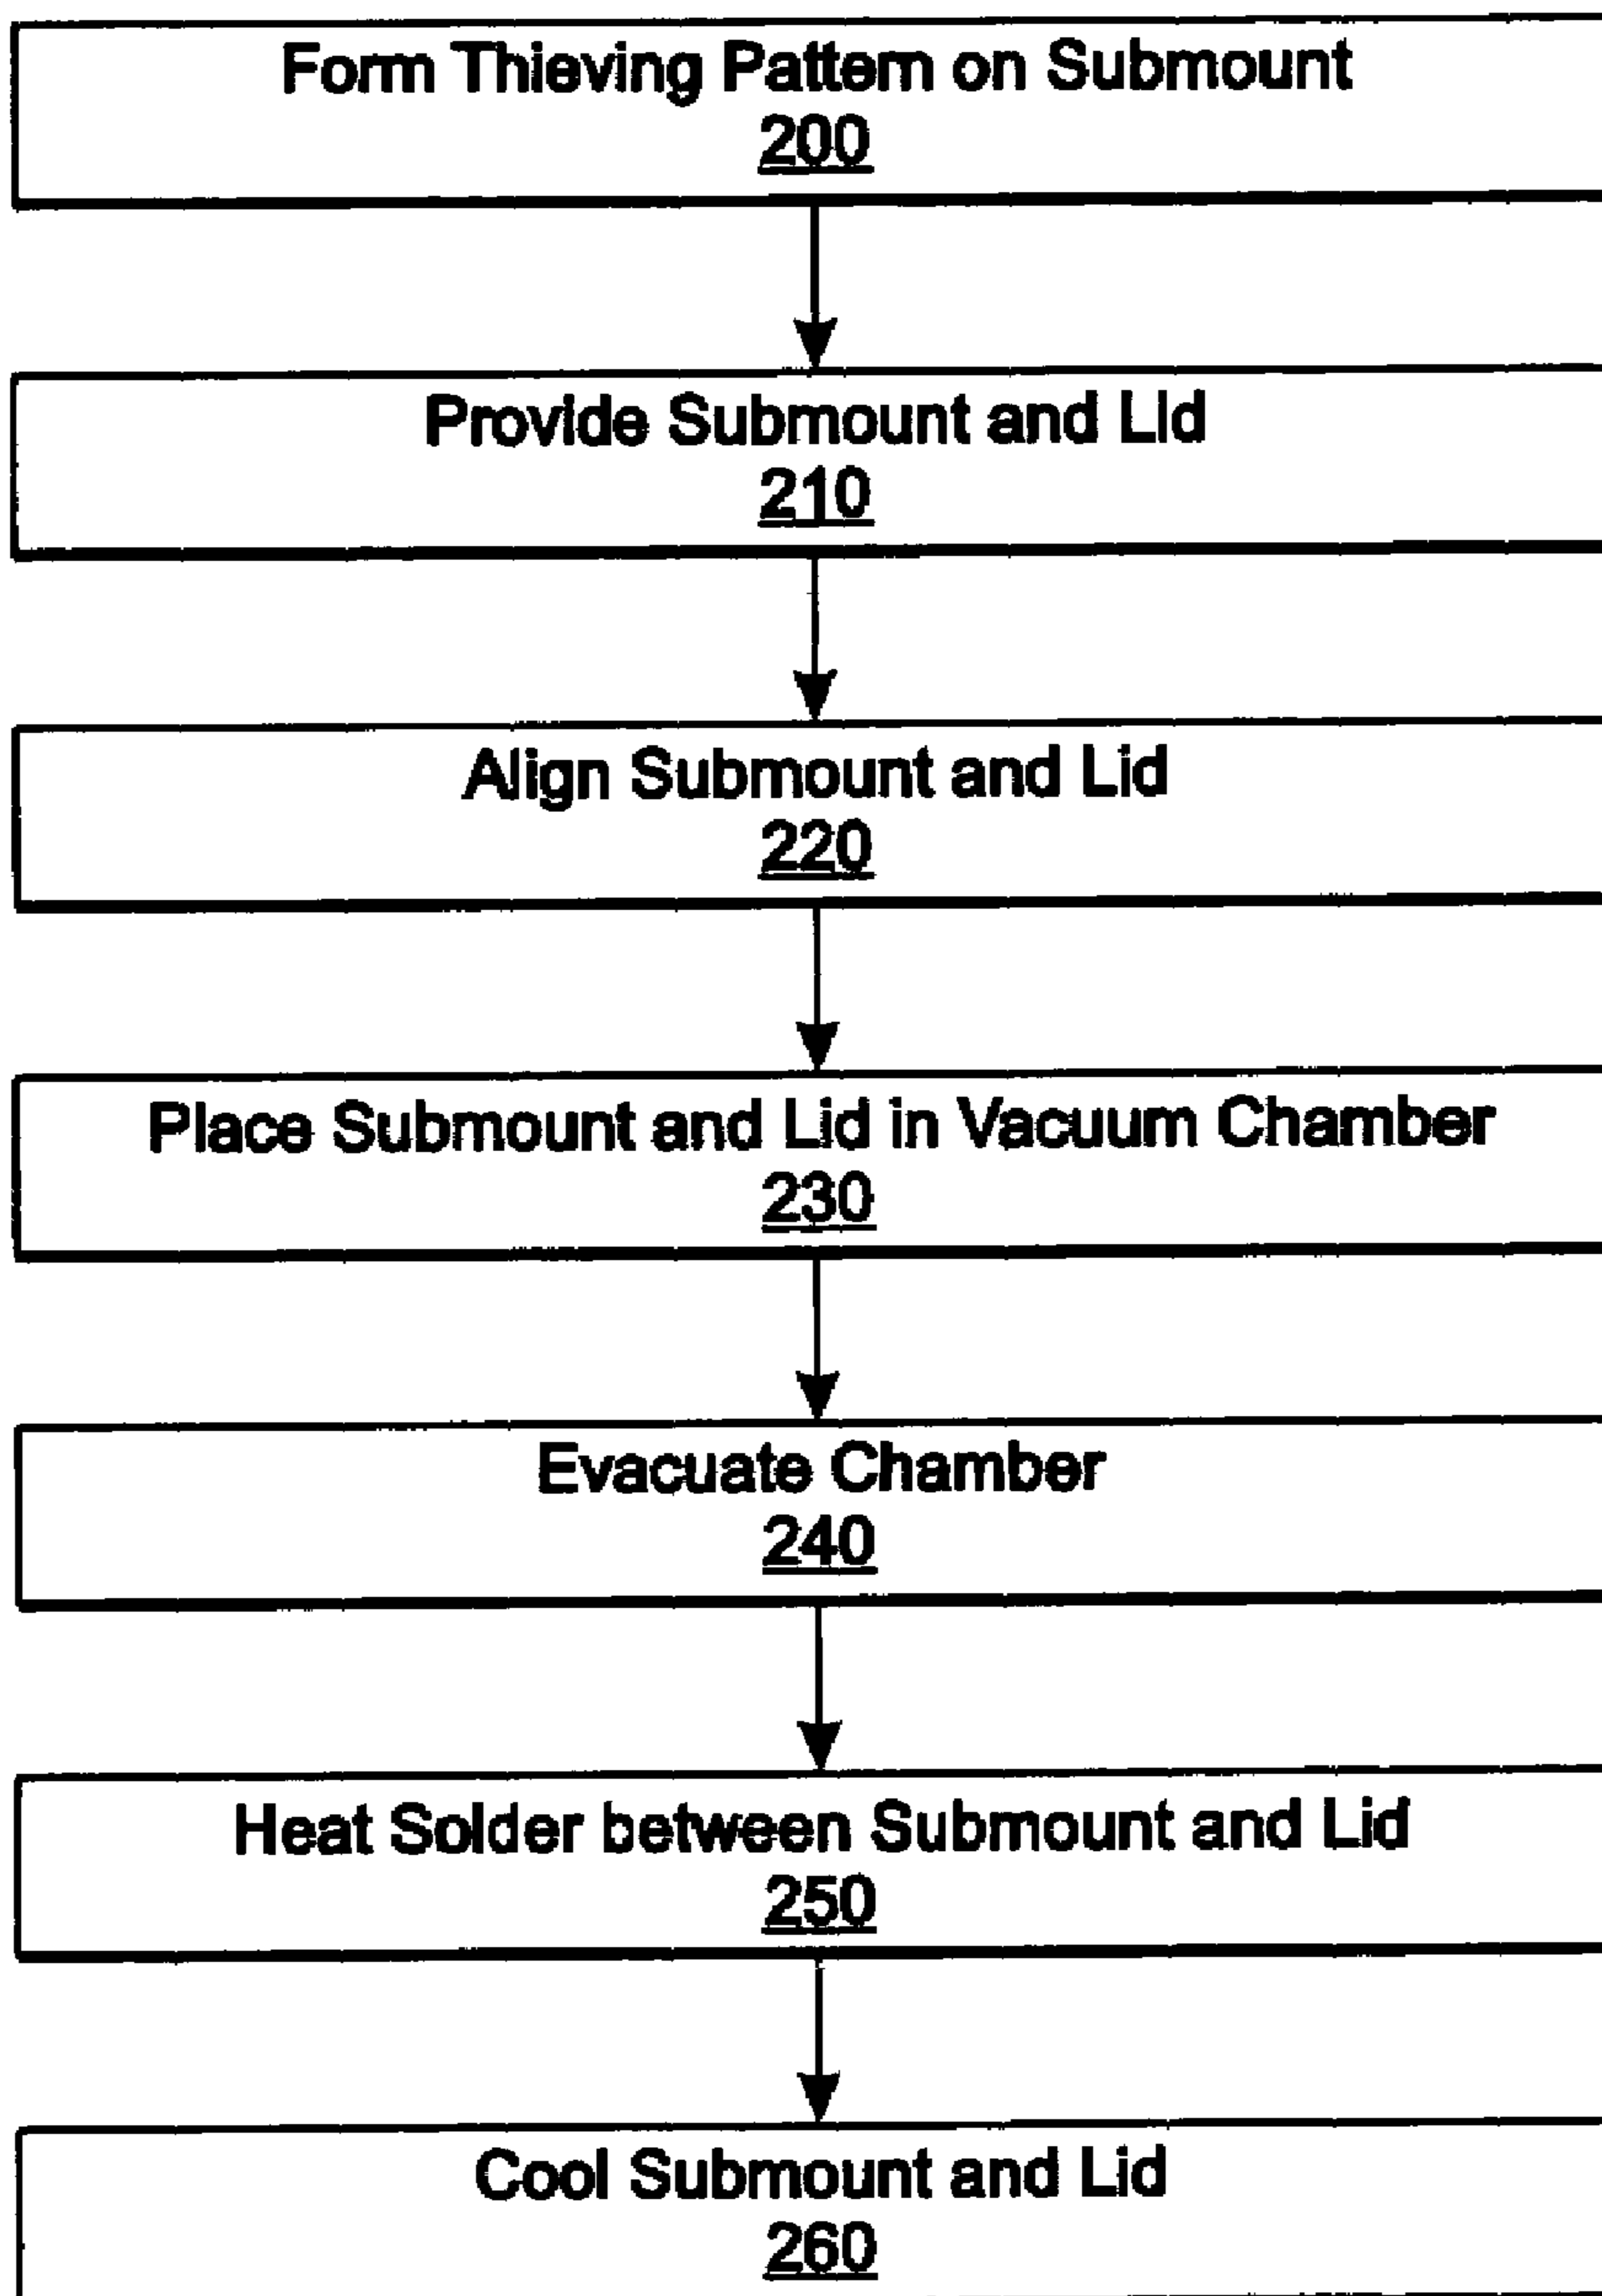 Form Thieving Pattern on Submount
200
Provide Submount and Lid
210
Align Submount and Lid
220
Place Submount and Lid in Vacuum Chamber
230
Evacuate Chamber
240
Heat Solder between Submount and Lid
250
Cool Submount and Lid
260